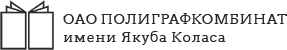 ОАО ПОЛИГРАФКОМБИНАТ
имени Якуба Коласа